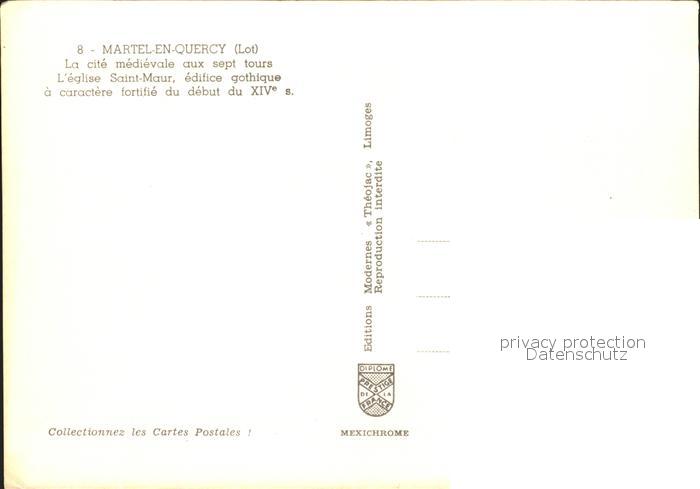 8 - MARTEL-EN-QUERCY (Lot)
La cité médiévale aux sept tours
L'église Saint-Maur, édifice gothique
à caractère fortifié du début du XIVe s.
Editions Modernes « Théojac », Limoges
Reproduction interdite
privacy protection
Datenschutz
DIPLOME
PRESTIGE
DE LA
FRANCE
Collectionnez les Cartes Postales !
MEXICHROME